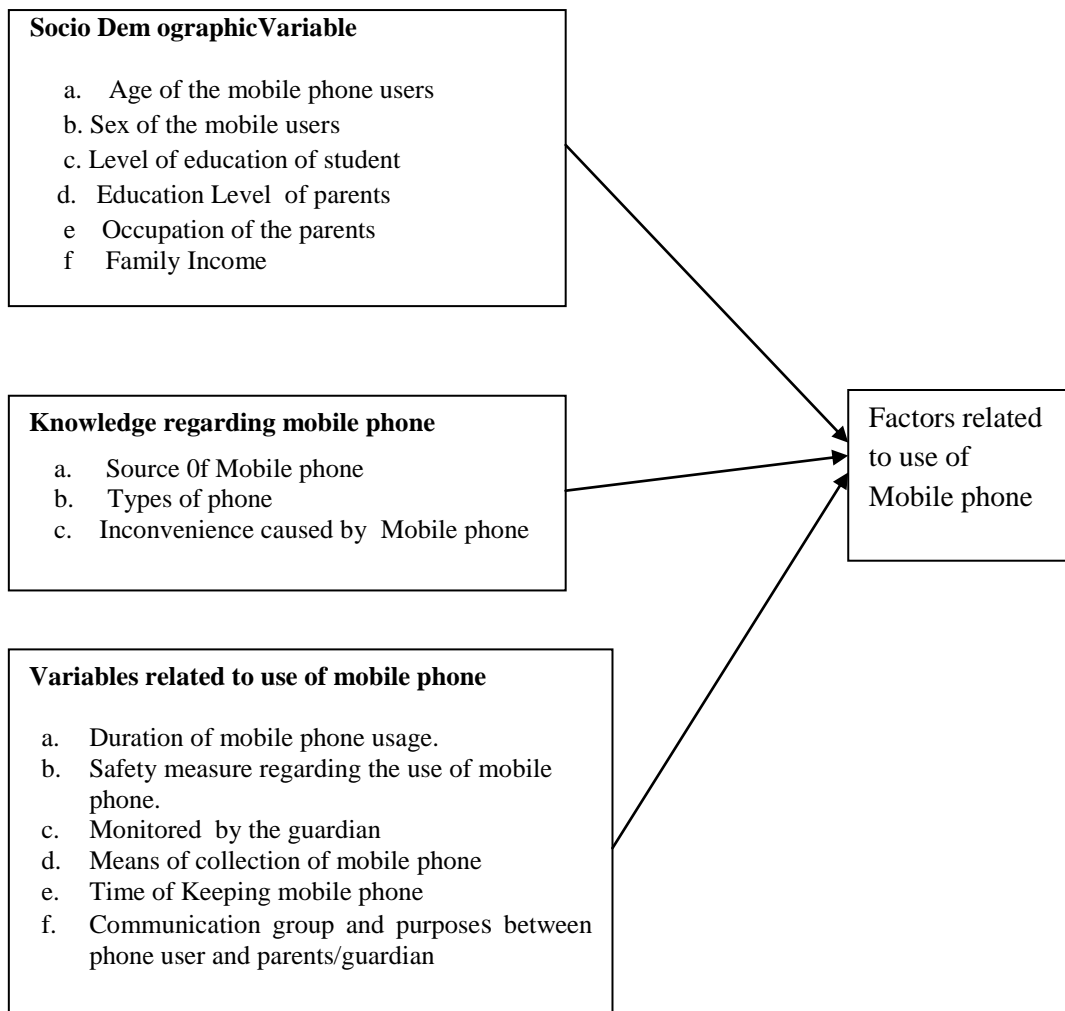 Socio Dem ographicVariable
a. Age of the mobile phone users
b. Sex of the mobile users
c. Level of education of student
d. Education Level of parents
e Occupation of the parents
f Family Income
Knowledge regarding mobile phone
a. Source 0f Mobile phone
b. Types of phone
c. Inconvenience caused by Mobile phone
Factors related
to use of
Mobile phone
Variables related to use of mobile phone
a. Duration of mobile phone usage.
b. Safety measure regarding the use of mobile
phone.
c. Monitored by the guardian
d. Means of collection of mobile phone
e. Time of Keeping mobile phone
f. Communication group and purposes between
phone user and parents/guardian